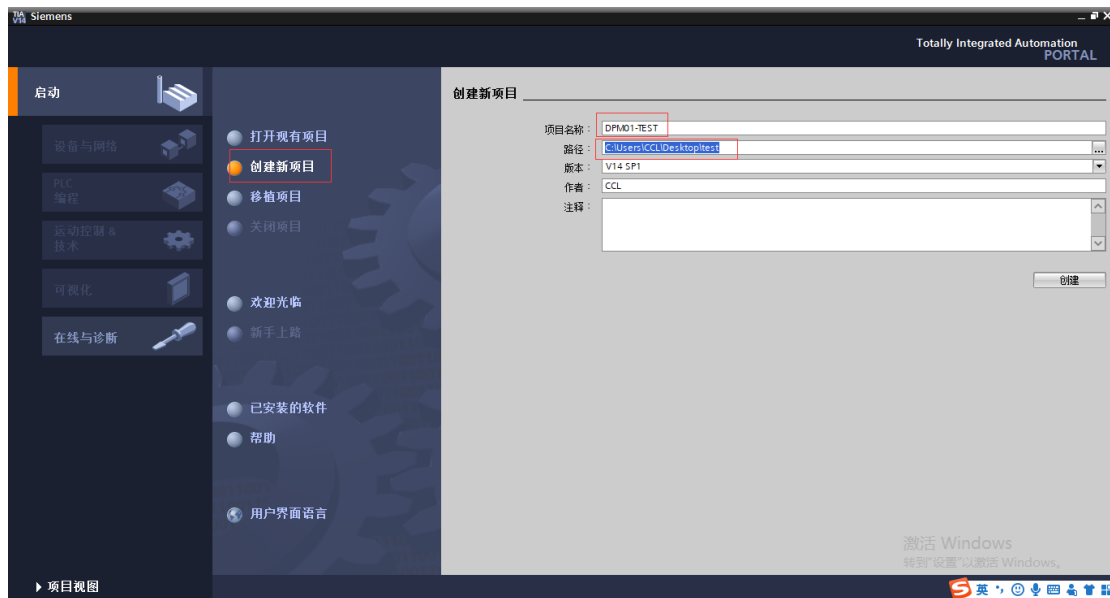 TIA
V14
Siemens
Totally Integrated Automation
PORTAL
启动
设备与网络
PLC
编程
运动控制 &
技术
可视化
在线与诊断
打开现有项目
创建新项目
移植项目
关闭项目
欢迎光临
新手上路
已安装的软件
帮助
用户界面语言
创建新项目
项目名称: DPM01-TEST
路径: C:\Users\CCL\Desktop\test
...
版本: V14 SP1
作者: CCL
注释:
创建
激活 Windows
转到"设置"以激活 Windows。
项目视图
S 英